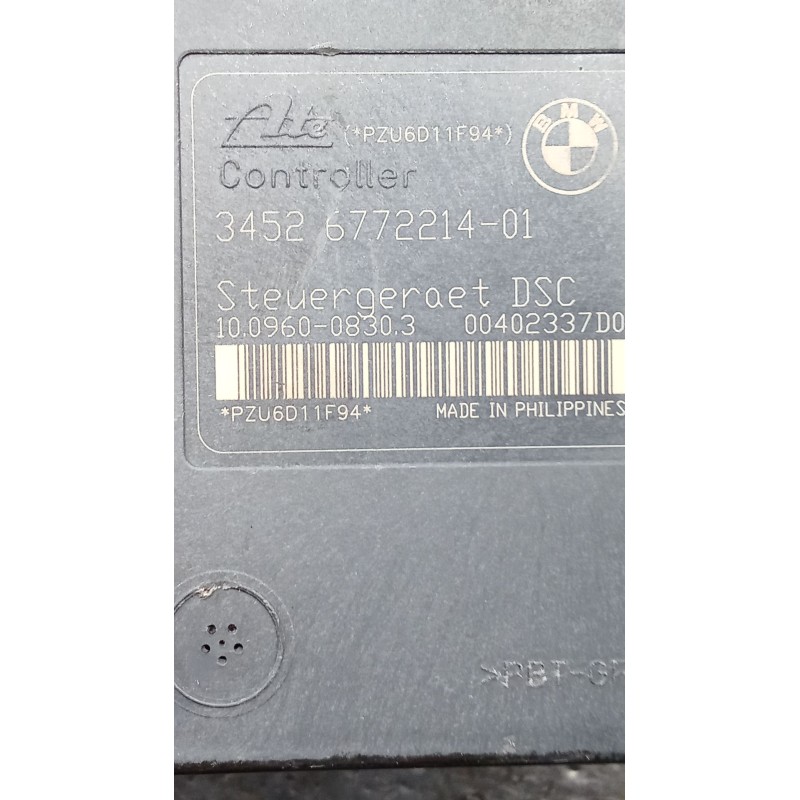 Ate (*PZU6D11F94*)
BMW
Controller
3452 6772214-01
Steuergeraet DSC
10.0960-0830.3 00402337D0
*PZU6D11F94* MADE IN PHILIPPINES
>PBT-G